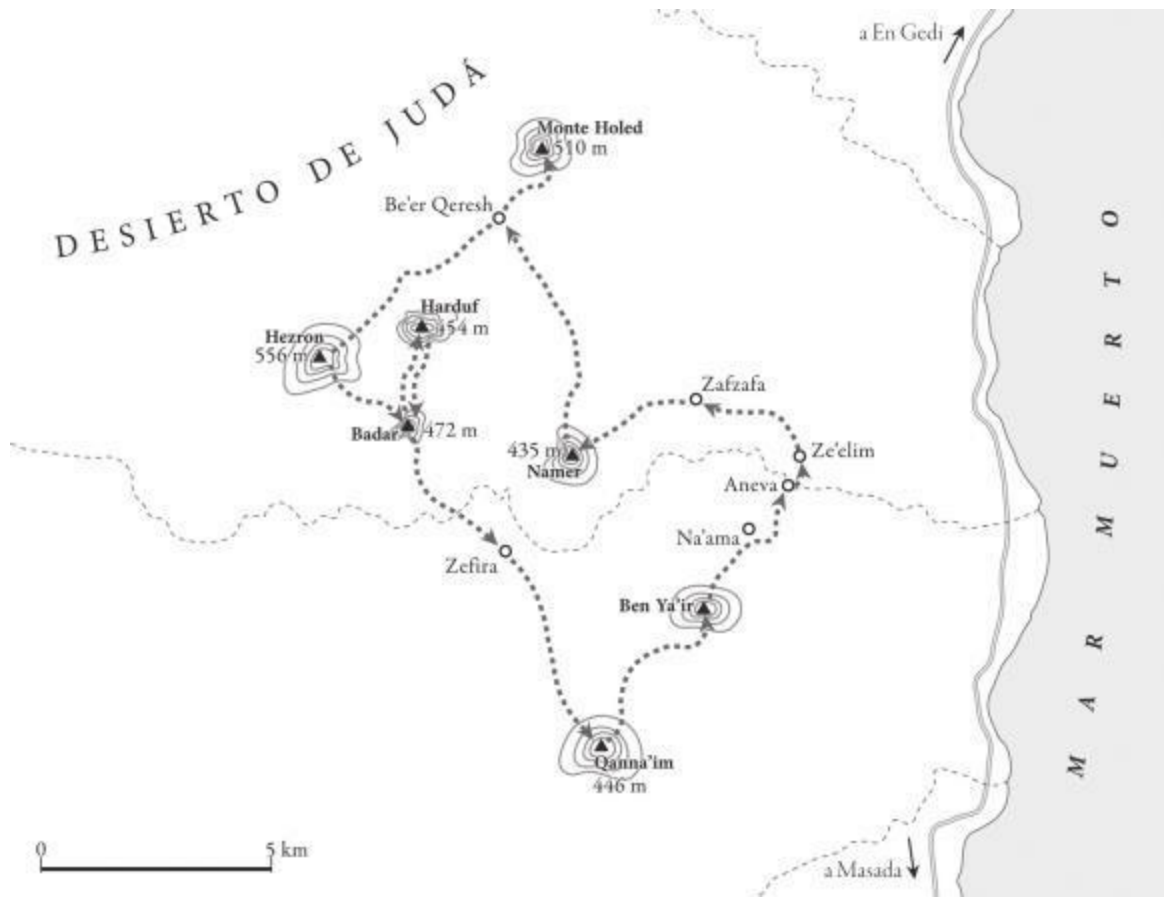 a En Gedi
DESIERTO DE JUDÁ
Monte Holed
510 m
Be'er Qeresh
Harduf
454 m
Hezron
556 m
Zafzafa
Badar
472 m
435 m
Namer
Ze'elim
Aneva
Na'ama
Zefira
Ben Ya'ir
Qanna'im
446 m
MAR MUERTO
0
5 km
a Masada